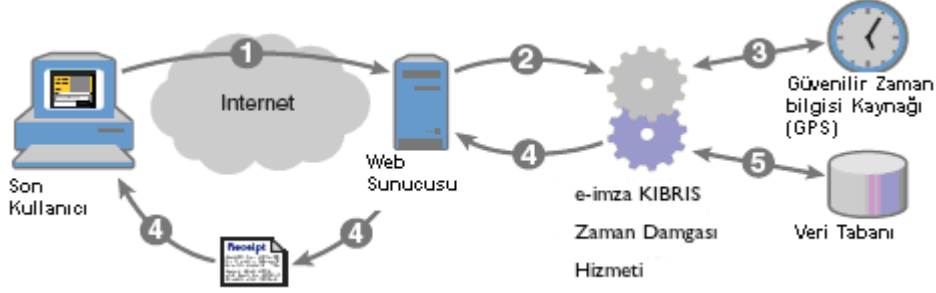 1
2
3
Internet
Güvenilir Zaman
bilgisi Kaynağı
(GPS)
4
5
Web
Sunucusu
Son
Kullanıcı
e-imza KIBRIS
Zaman Damgası
Hizmeti
Veri Tabanı
4
4
Receipt